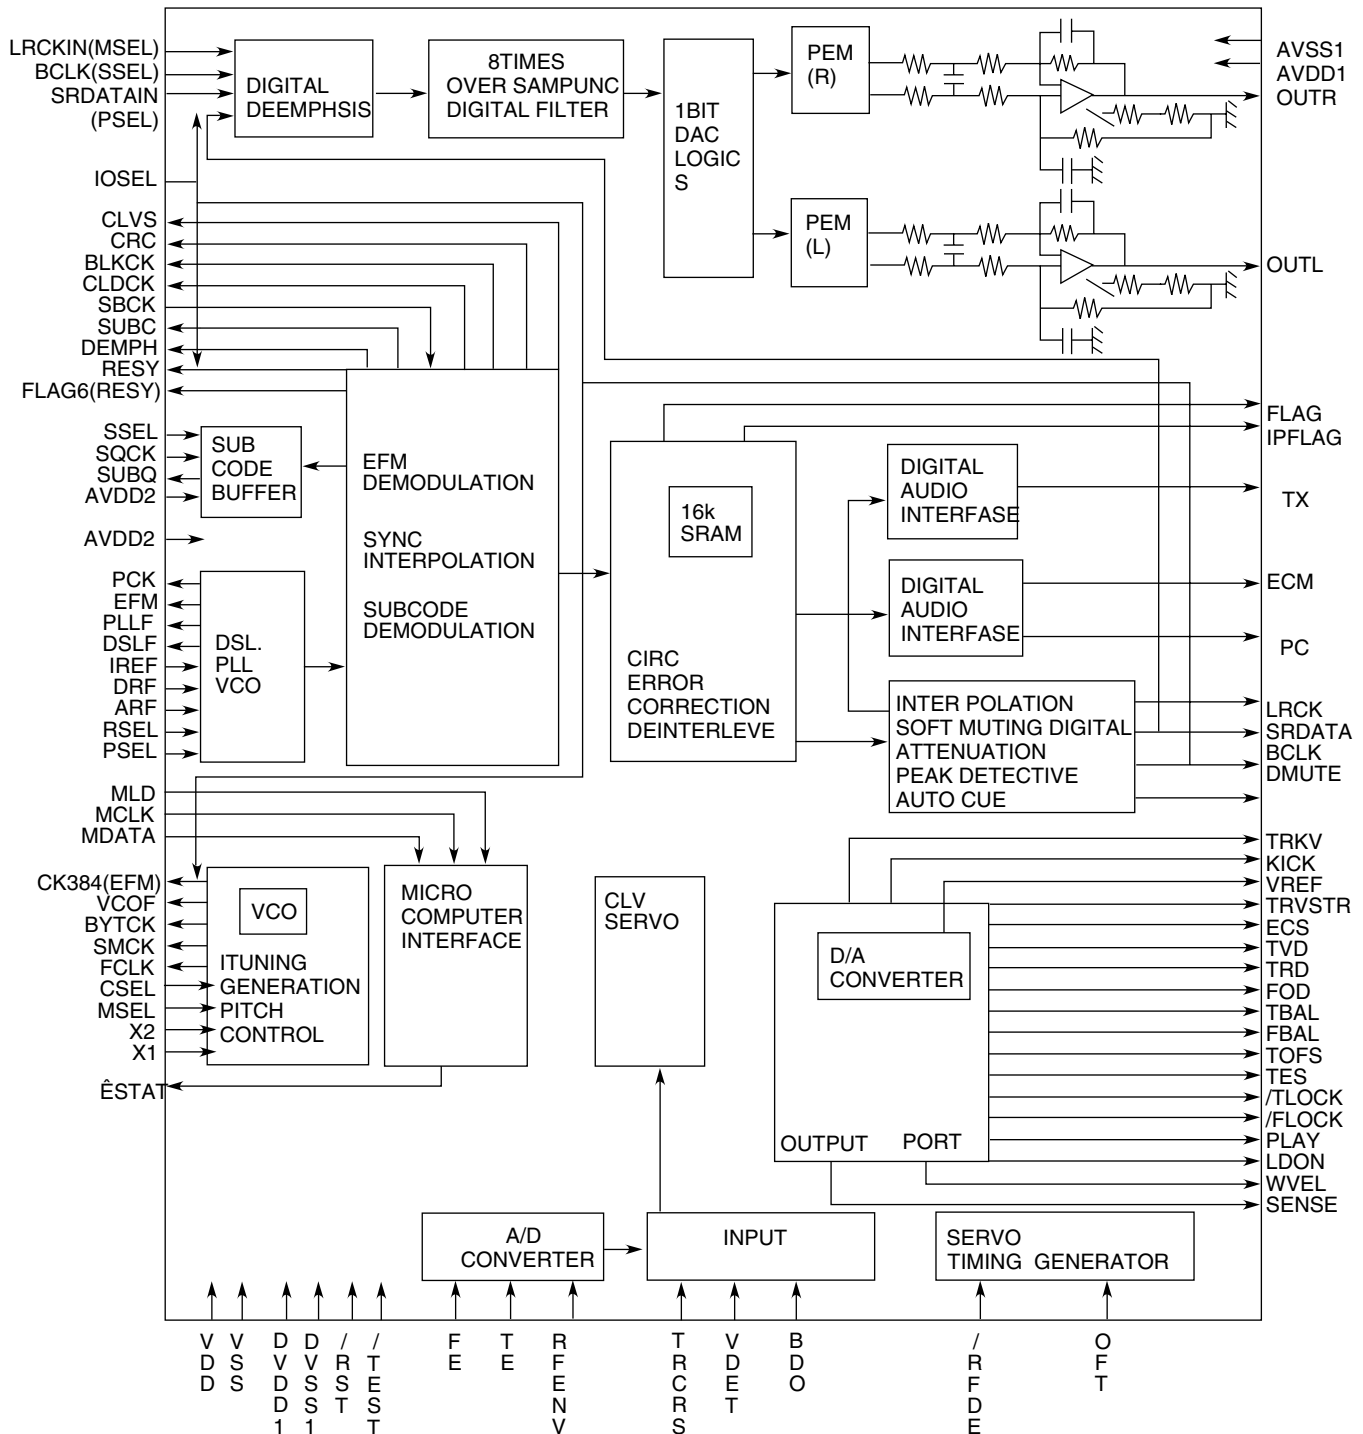 LRCKIN(MSEL)
BCLK(SSEL)
SRDATAIN
(PSEL)
IOSEL
CLVS
CRC
BLKCK
CLDCK
SBCK
SUBC
DEMPH
RESY
FLAG6(RESY)
SSEL
SQCK
SUBQ
AVDD2
AVDD2
PCK
EFM
PLLF
DSLF
IREF
DRF
ARF
RSEL
PSEL
MLD
MCLK
MDATA
CK384(EFM)
VCOF
BYTCK
SMCK
FCLK
CSEL
MSEL
X2
X1
ÊSTAT
DIGITAL
DEEMPHSIS
8TIMES
OVER SAMPUNC
DIGITAL FILTER
1BIT
DAC
LOGIC
S
PEM
(R)
PEM
(L)
SUB
CODE
BUFFER
EFM
DEMODULATION
SYNC
INTERPOLATION
SUBCODE
DEMODULATION
DSL.
PLL
VCO
16k
SRAM
CIRC
ERROR
CORRECTION
DEINTERLEVE
DIGITAL
AUDIO
INTERFASE
DIGITAL
AUDIO
INTERFASE
INTER POLATION
SOFT MUTING DIGITAL
ATTENUATION
PEAK DETECTIVE
AUTO CUE
VCO
ITUNING
GENERATION
PITCH
CONTROL
MICRO
COMPUTER
INTERFACE
CLV
SERVO
D/A
CONVERTER
OUTPUT PORT
A/D
CONVERTER
INPUT
SERVO
TIMING GENERATOR
AVSS1
AVDD1
OUTR
OUTL
FLAG
IPFLAG
TX
ECM
PC
LRCK
SRDATA
BCLK
DMUTE
TRKV
KICK
VREF
TRVSTR
ECS
TVD
TRD
FOD
TBAL
FBAL
TOFS
TES
/TLOCK
/FLOCK
PLAY
LDON
WVEL
SENSE
VDD
VSS
DVDD1
DVSS1
/RST
/TEST
FE
TE
RFENV
TRCRS
VDET
BDO
/RFDE
OFT